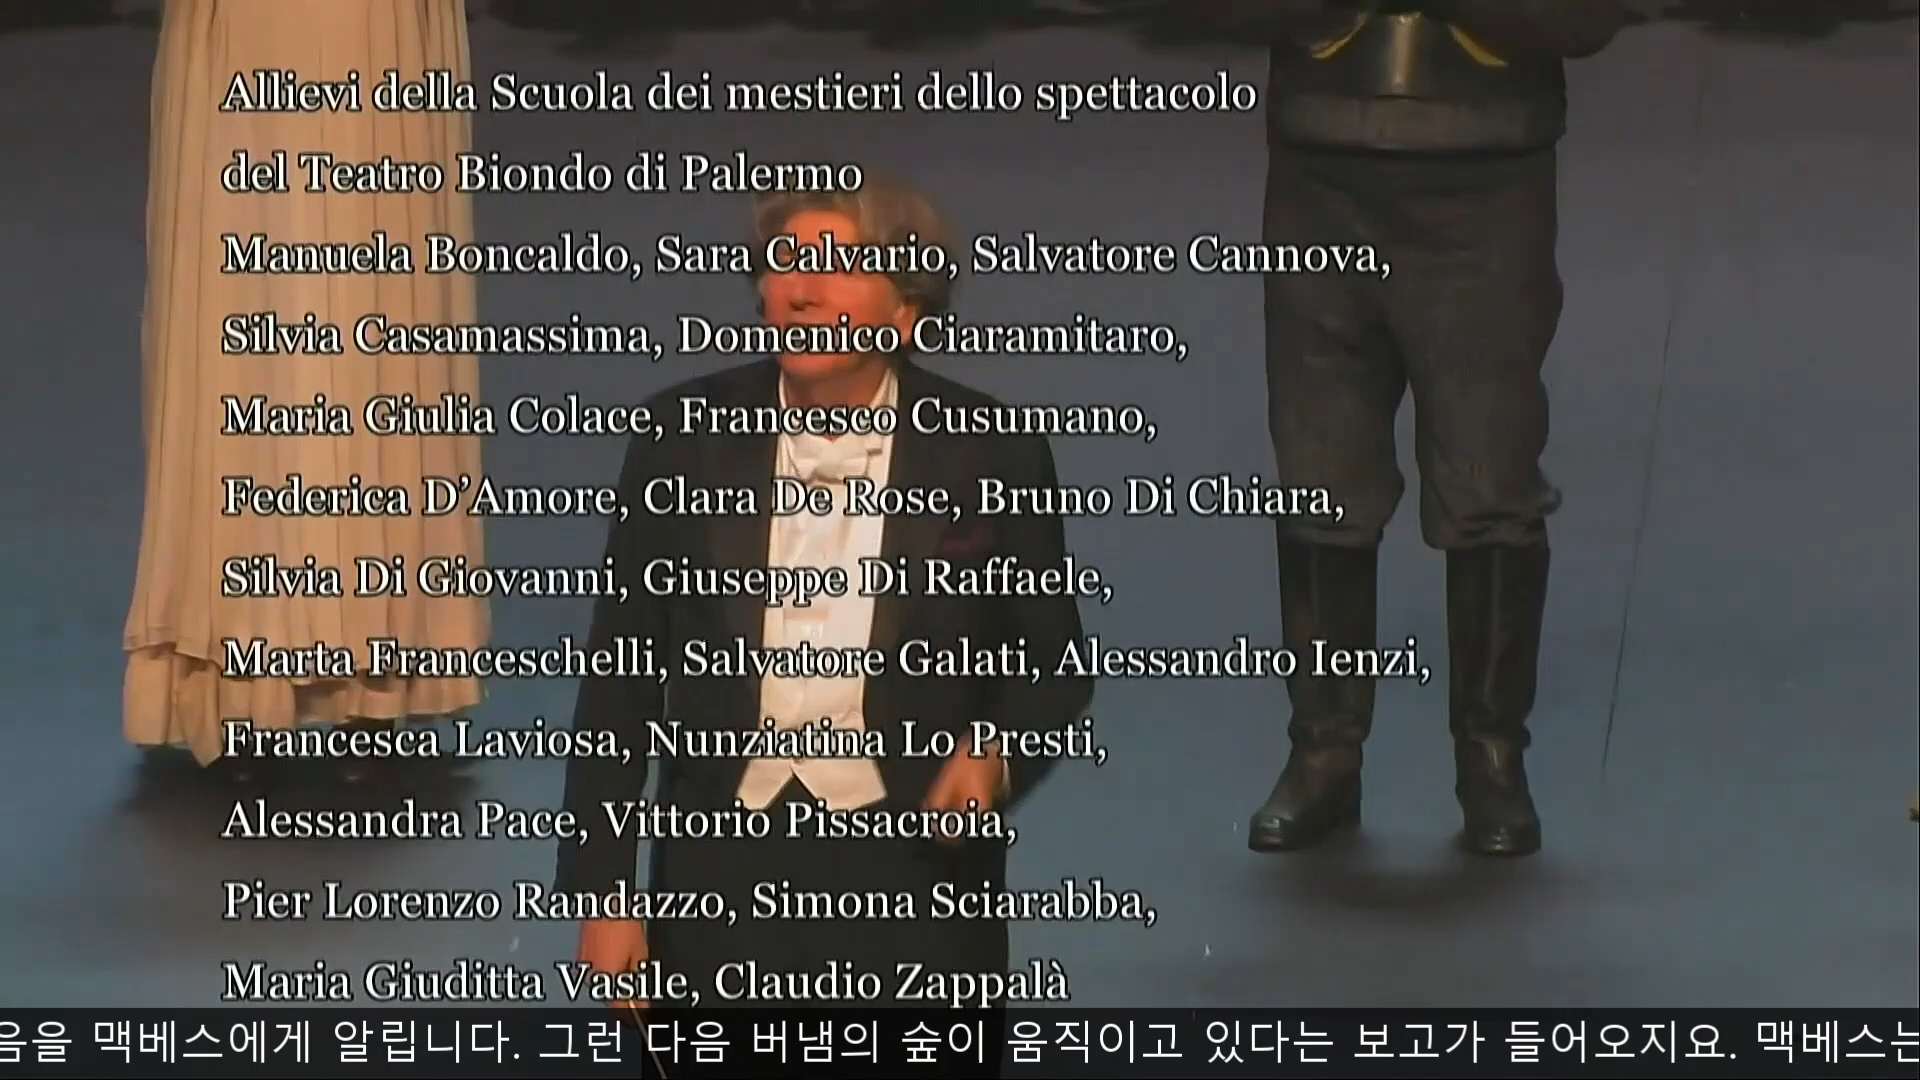 Allievi della Scuola dei mestieri dello spettacolo
del Teatro Biondo di Palermo
Manuela Boncaldo, Sara Calvario, Salvatore Cannova,
Silvia Casamassima, Domenico Ciaramitaro,
Maria Giulia Colace, Francesco Cusumano,
Federica D’Amore, Clara De Rose, Bruno Di Chiara,
Silvia Di Giovanni, Giuseppe Di Raffaele,
Marta Franceschelli, Salvatore Galati, Alessandro Ienzi,
Francesca Laviosa, Nunziatina Lo Presti,
Alessandra Pace, Vittorio Pissacroia,
Pier Lorenzo Randazzo, Simona Sciarabba,
Maria Giuditta Vasile, Claudio Zappalà
음을 맥베스에게 알립니다. 그런 다음 버냄의 숲이 움직이고 있다는 보고가 들어오지요. 맥베스는